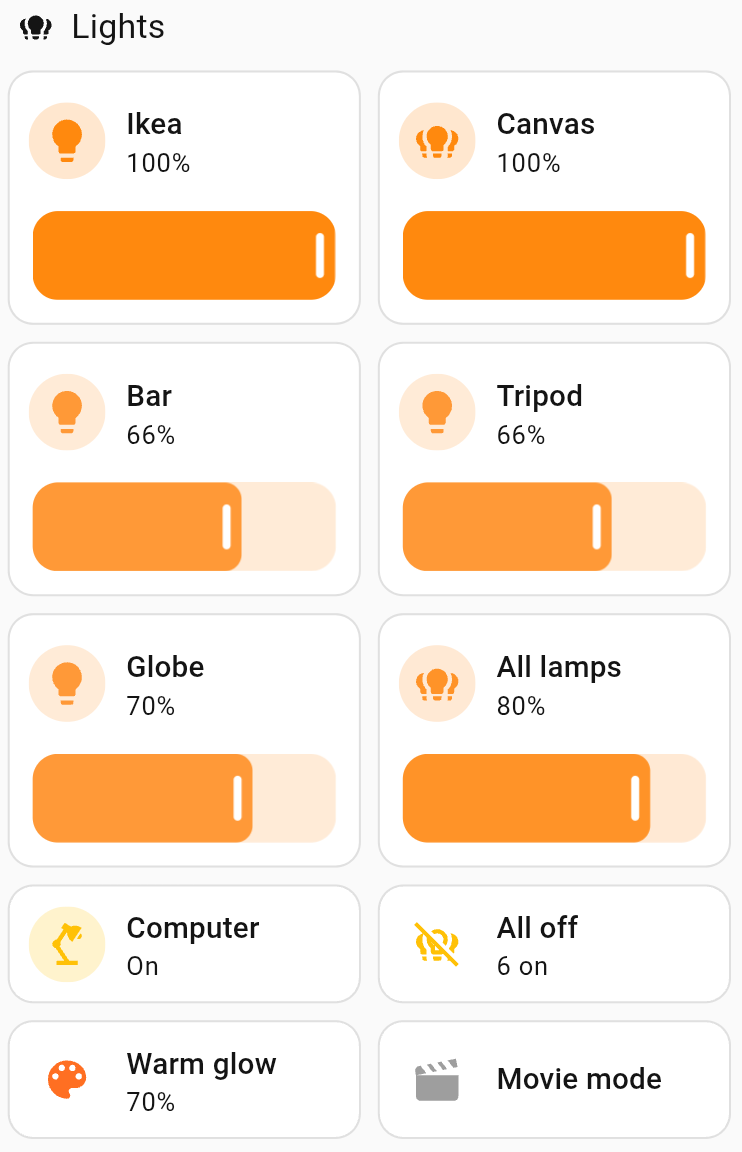 Lights
Ikea
100%
Canvas
100%
Bar
66%
Tripod
66%
Globe
70%
All lamps
80%
Computer
On
All off
6 on
Warm glow
70%
Movie mode